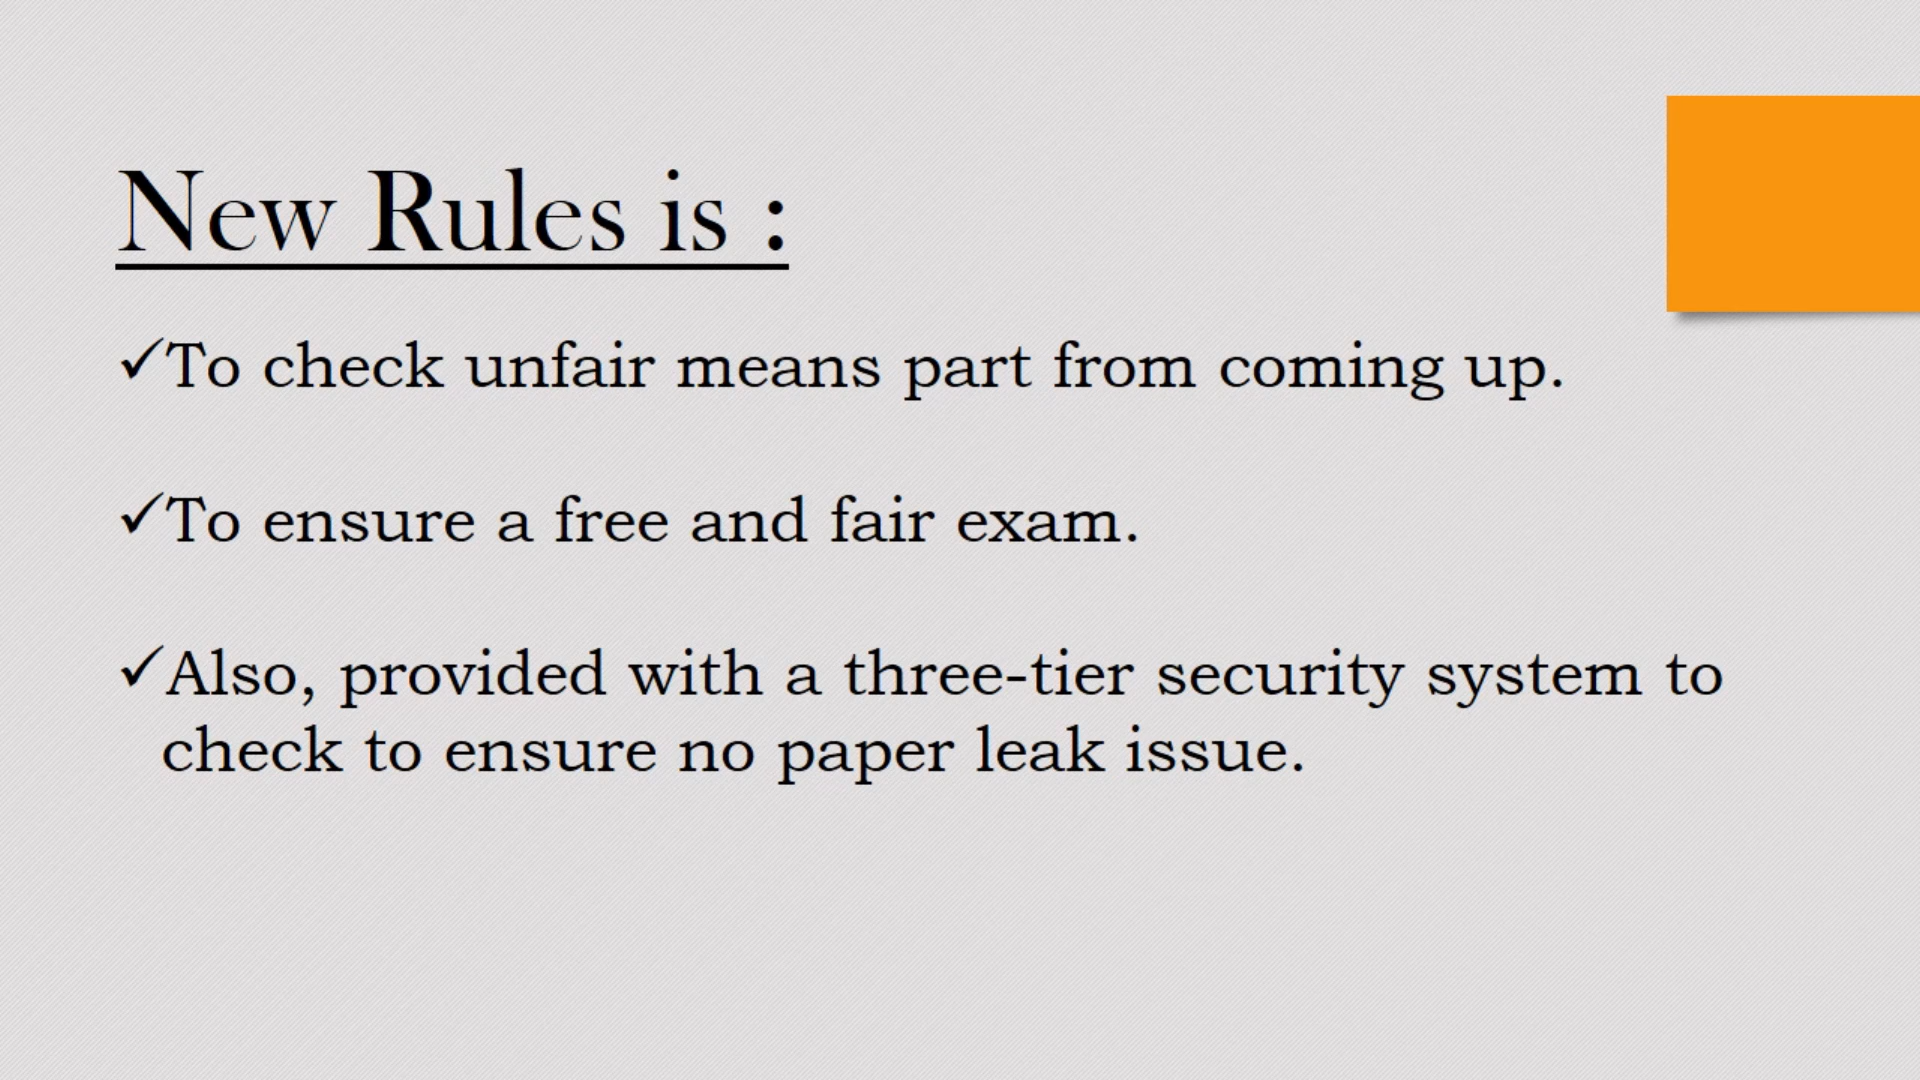 New Rules is :
✓To check unfair means part from coming up.
✓To ensure a free and fair exam.
✓Also, provided with a three-tier security system to
check to ensure no paper leak issue.